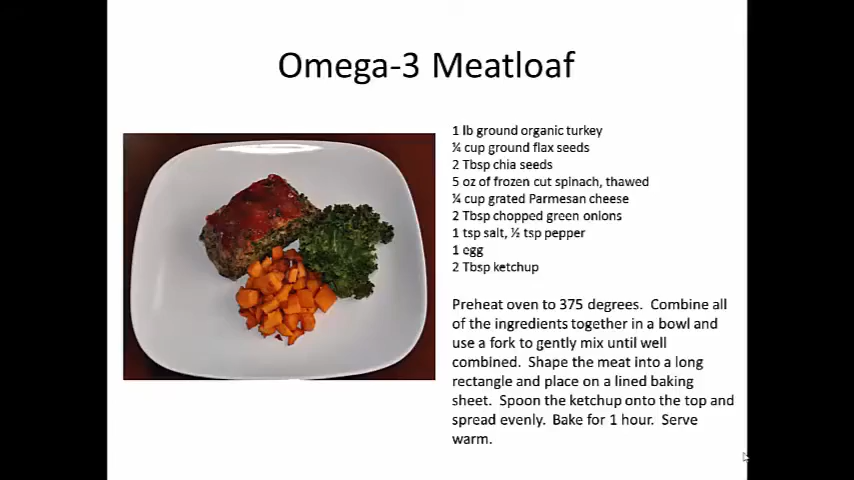 Omega-3 Meatloaf
1 lb ground organic turkey
¼ cup ground flax seeds
2 Tbsp chia seeds
5 oz of frozen cut spinach, thawed
¼ cup grated Parmesan cheese
2 Tbsp chopped green onions
1 tsp salt, ½ tsp pepper
1 egg
2 Tbsp ketchup
Preheat oven to 375 degrees.  Combine all
of the ingredients together in a bowl and
use a fork to gently mix until well
combined.  Shape the meat into a long
rectangle and place on a lined baking
sheet.  Spoon the ketchup onto the top and
spread evenly.  Bake for 1 hour.  Serve
warm.